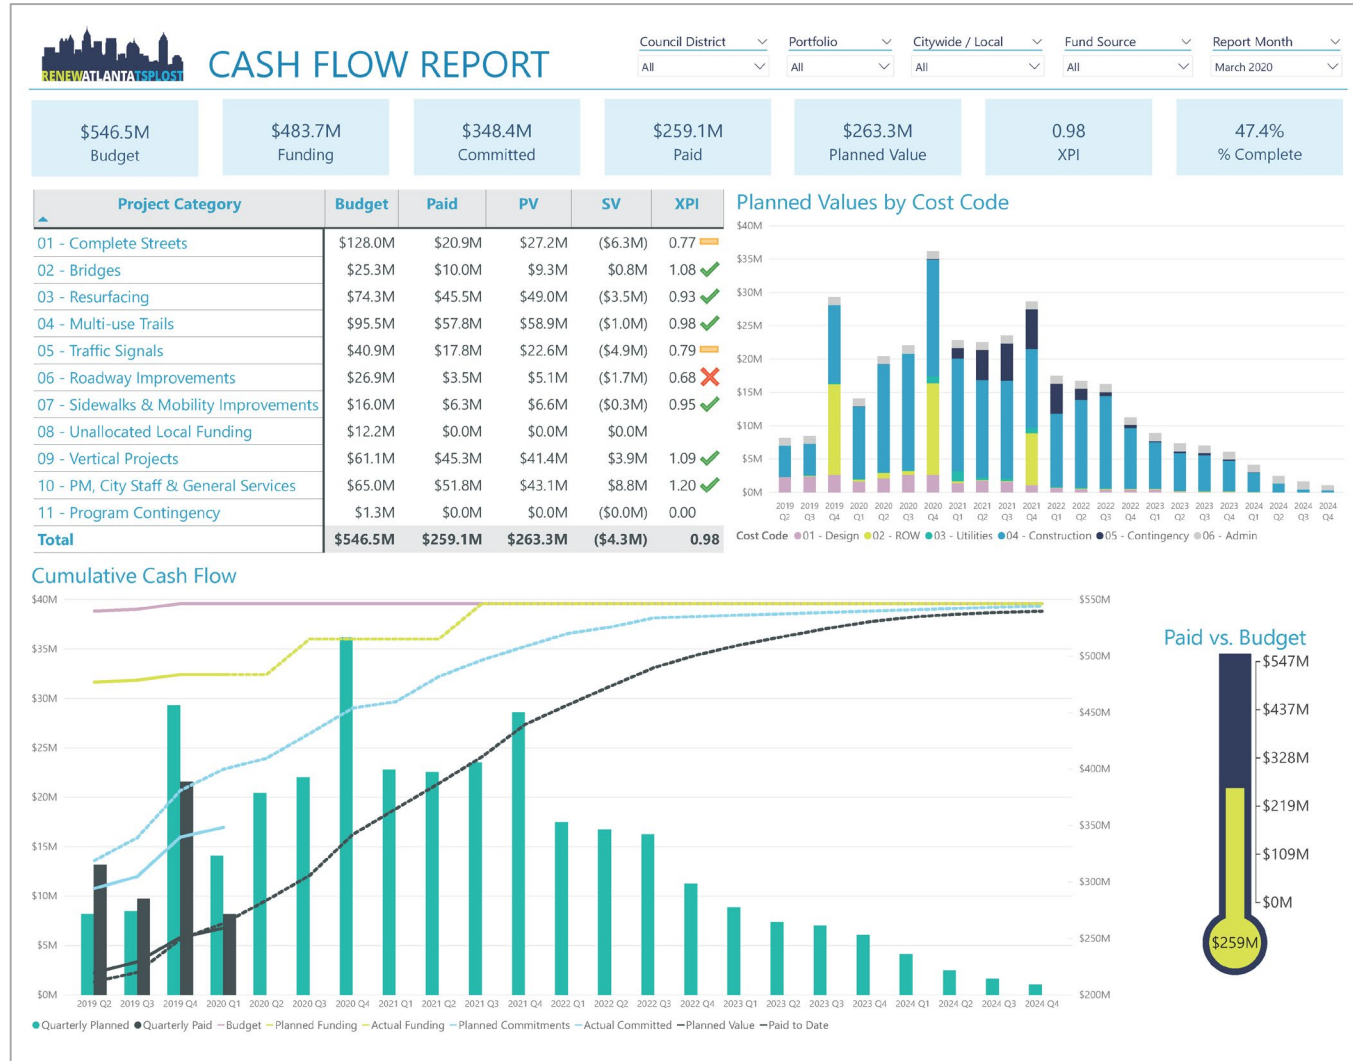 RENEWATLANTATSPLOST
CASH FLOW REPORT
Council District
Portfolio
Citywide / Local
Fund Source
Report Month
All
All
All
All
March 2020
$546.5M
Budget
$483.7M
Funding
$348.4M
Committed
$259.1M
Paid
$263.3M
Planned Value
0.98
XPI
47.4%
% Complete
Project Category Budget Paid PV SV XPI
01 - Complete Streets $128.0M $20.9M $27.2M ($6.3M) 0.77
02 - Bridges $25.3M $10.0M $9.3M $0.8M 1.08
03 - Resurfacing $74.3M $45.5M $49.0M ($3.5M) 0.93
04 - Multi-use Trails $95.5M $57.8M $58.9M ($1.0M) 0.98
05 - Traffic Signals $40.9M $17.8M $22.6M ($4.9M) 0.79
06 - Roadway Improvements $26.9M $3.5M $5.1M ($1.7M) 0.68
07 - Sidewalks & Mobility Improvements $16.0M $6.3M $6.6M ($0.3M) 0.95
08 - Unallocated Local Funding $12.2M $0.0M $0.0M $0.0M
09 - Vertical Projects $61.1M $45.3M $41.4M $3.9M 1.09
10 - PM, City Staff & General Services $65.0M $51.8M $43.1M $8.8M 1.20
11 - Program Contingency $1.3M $0.0M $0.0M ($0.0M) 0.00
Total $546.5M $259.1M $263.3M ($4.3M) 0.98
Planned Values by Cost Code
$40M
$35M
$30M
$25M
$20M
$15M
$10M
$5M
$0M
2019 2019 2019 2020 2020 2020 2020 2021 2021 2021 2021 2022 2022 2022 2022 2023 2023 2023 2023 2024 2024 2024 2024
Q2 Q3 Q4 Q1 Q2 Q3 Q4 Q1 Q2 Q3 Q4 Q1 Q2 Q3 Q4 Q1 Q2 Q3 Q4 Q1 Q2 Q3 Q4
Cost Code 01 - Design 02 - ROW 03 - Utilities 04 - Construction 05 - Contingency 06 - Admin
Cumulative Cash Flow
$40M
$35M
$30M
$25M
$20M
$15M
$10M
$5M
$0M
$550M
$500M
$450M
$400M
$350M
$300M
$250M
$200M
2019 Q2 2019 Q3 2019 Q4 2020 Q1 2020 Q2 2020 Q3 2020 Q4 2021 Q1 2021 Q2 2021 Q3 2021 Q4 2022 Q1 2022 Q2 2022 Q3 2022 Q4 2023 Q1 2023 Q2 2023 Q3 2023 Q4 2024 Q1 2024 Q2 2024 Q3 2024 Q4
Quarterly Planned Quarterly Paid Budget Planned Funding Actual Funding Planned Commitments Actual Committed Planned Value Paid to Date
Paid vs. Budget
$547M
$437M
$328M
$219M
$109M
$0M
$259M